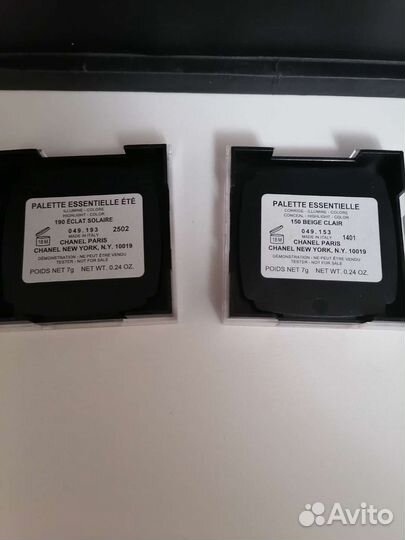 PALETTE ESSENTIELLE ÉTÉ
ILLUMINE - COLORE
HIGHLIGHT - COLOR
190 ÉCLAT SOLAIRE
049.193 2502
MADE IN ITALY
18 M
CHANEL PARIS
CHANEL NEW YORK, N.Y. 10019
DÉMONSTRATION - NE PEUT ÊTRE VENDU
TESTER - NOT FOR SALE
POIDS NET 7g NET WT. 0.24 OZ.
PALETTE ESSENTIELLE
CORRIGE - ILLUMINE - COLORE
CONCEAL - HIGHLIGHT - COLOR
150 BEIGE CLAIR
049.153
MADE IN ITALY 1401
18 M
CHANEL PARIS
CHANEL NEW YORK, N.Y. 10019
DÉMONSTRATION - NE PEUT ÊTRE VENDU
TESTER - NOT FOR SALE
POIDS NET 7g NET WT. 0.24 OZ.
Avito